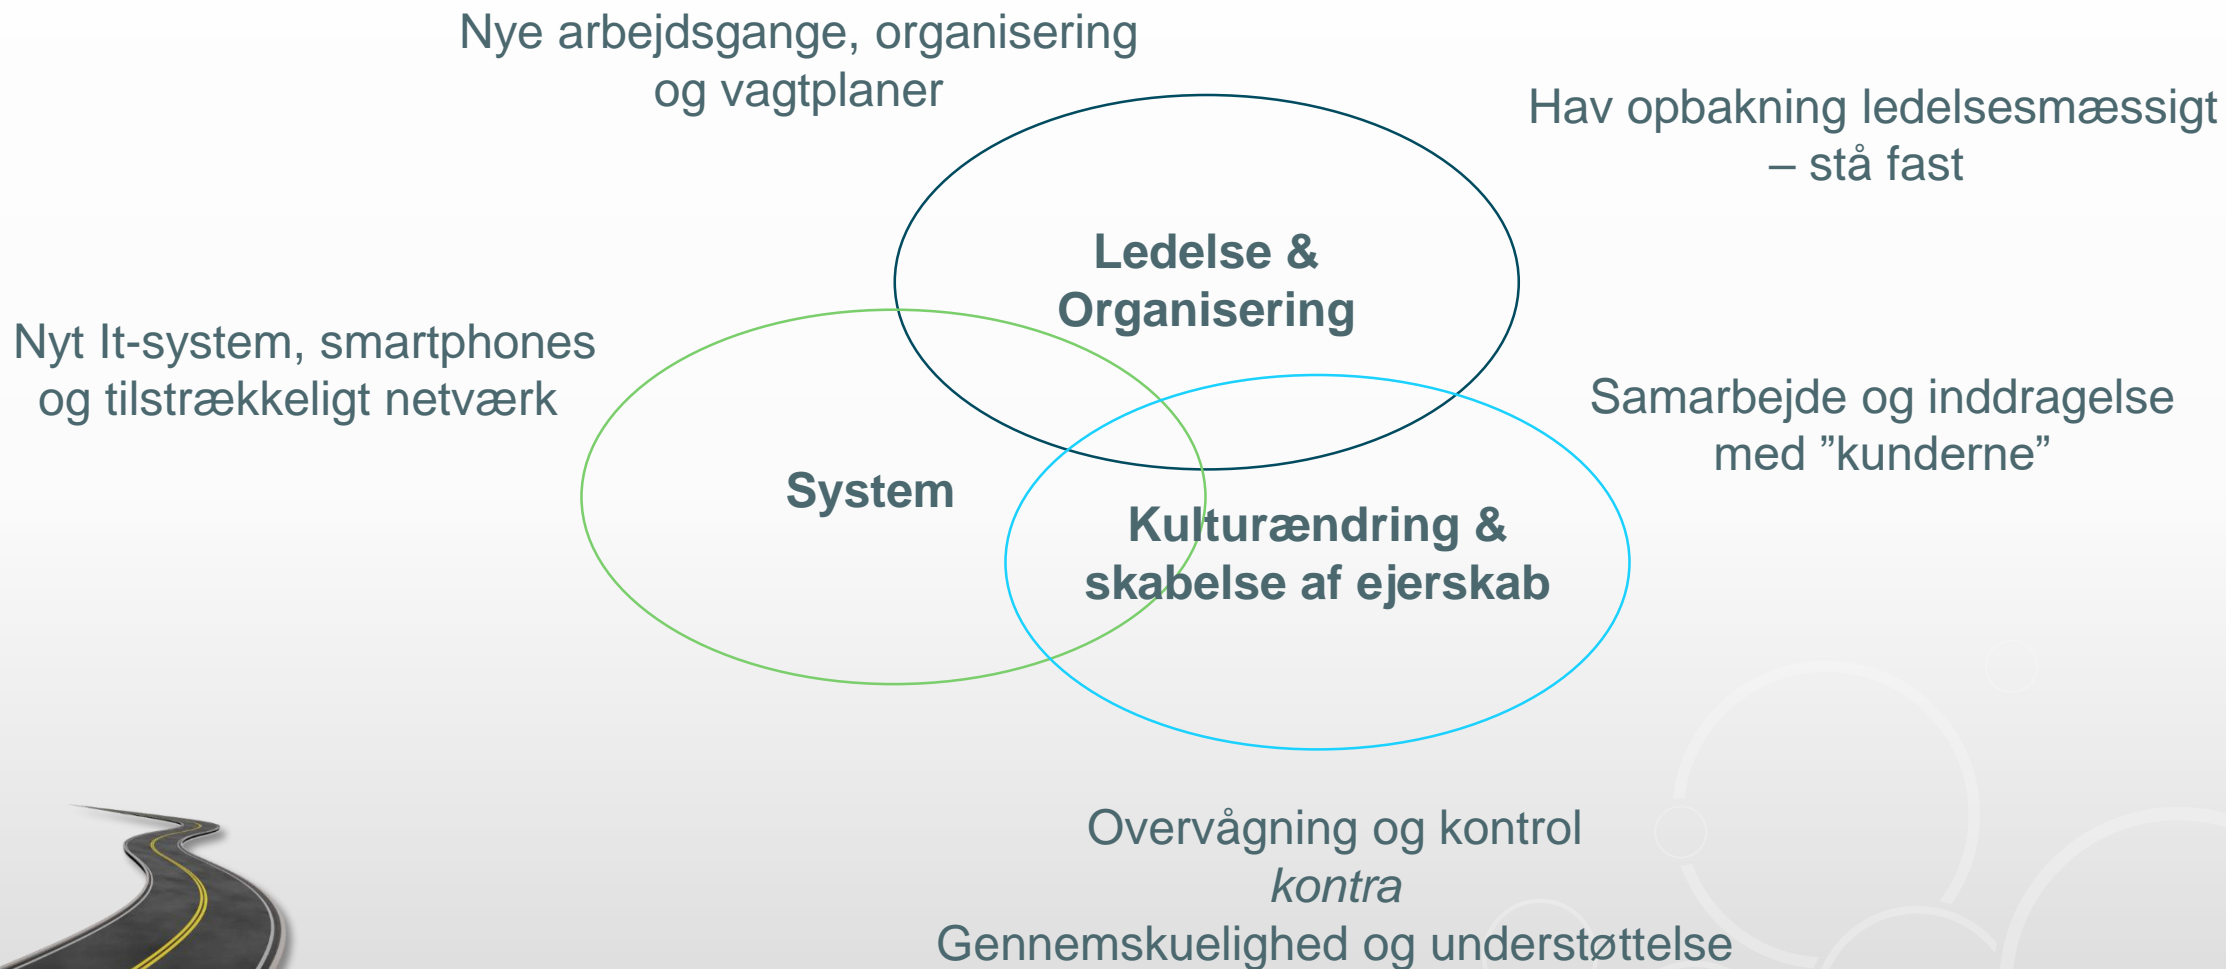 Nye arbejdsgange, organisering
og vagtplaner
Hav opbakning ledelsesmæssigt
– stå fast
Ledelse &
Organisering
Nyt It-system, smartphones
og tilstrækkeligt netværk
Samarbejde og inddragelse
med ”kunderne”
System
Kulturændring &
skabelse af ejerskab
Overvågning og kontrol
kontra
Gennemskuelighed og understøttelse